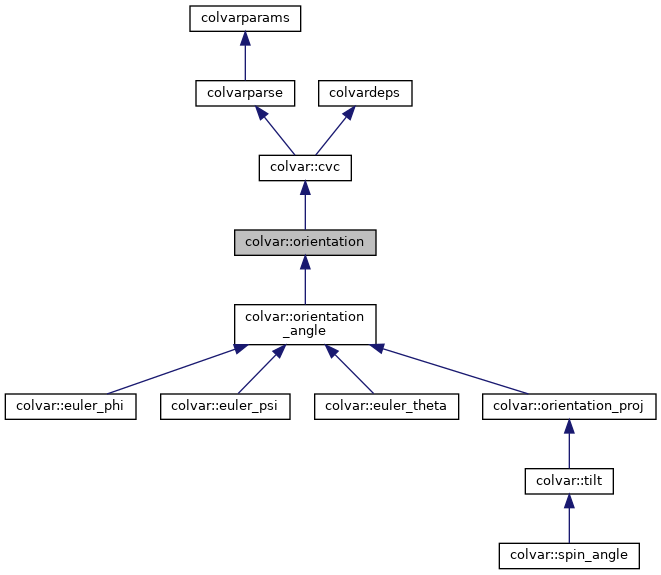 colvarparams
colvarparse
colvardeps
colvar::cvc
colvar::orientation
colvar::orientation
_angle
colvar::euler_phi
colvar::euler_psi
colvar::euler_theta
colvar::orientation_proj
colvar::tilt
colvar::spin_angle